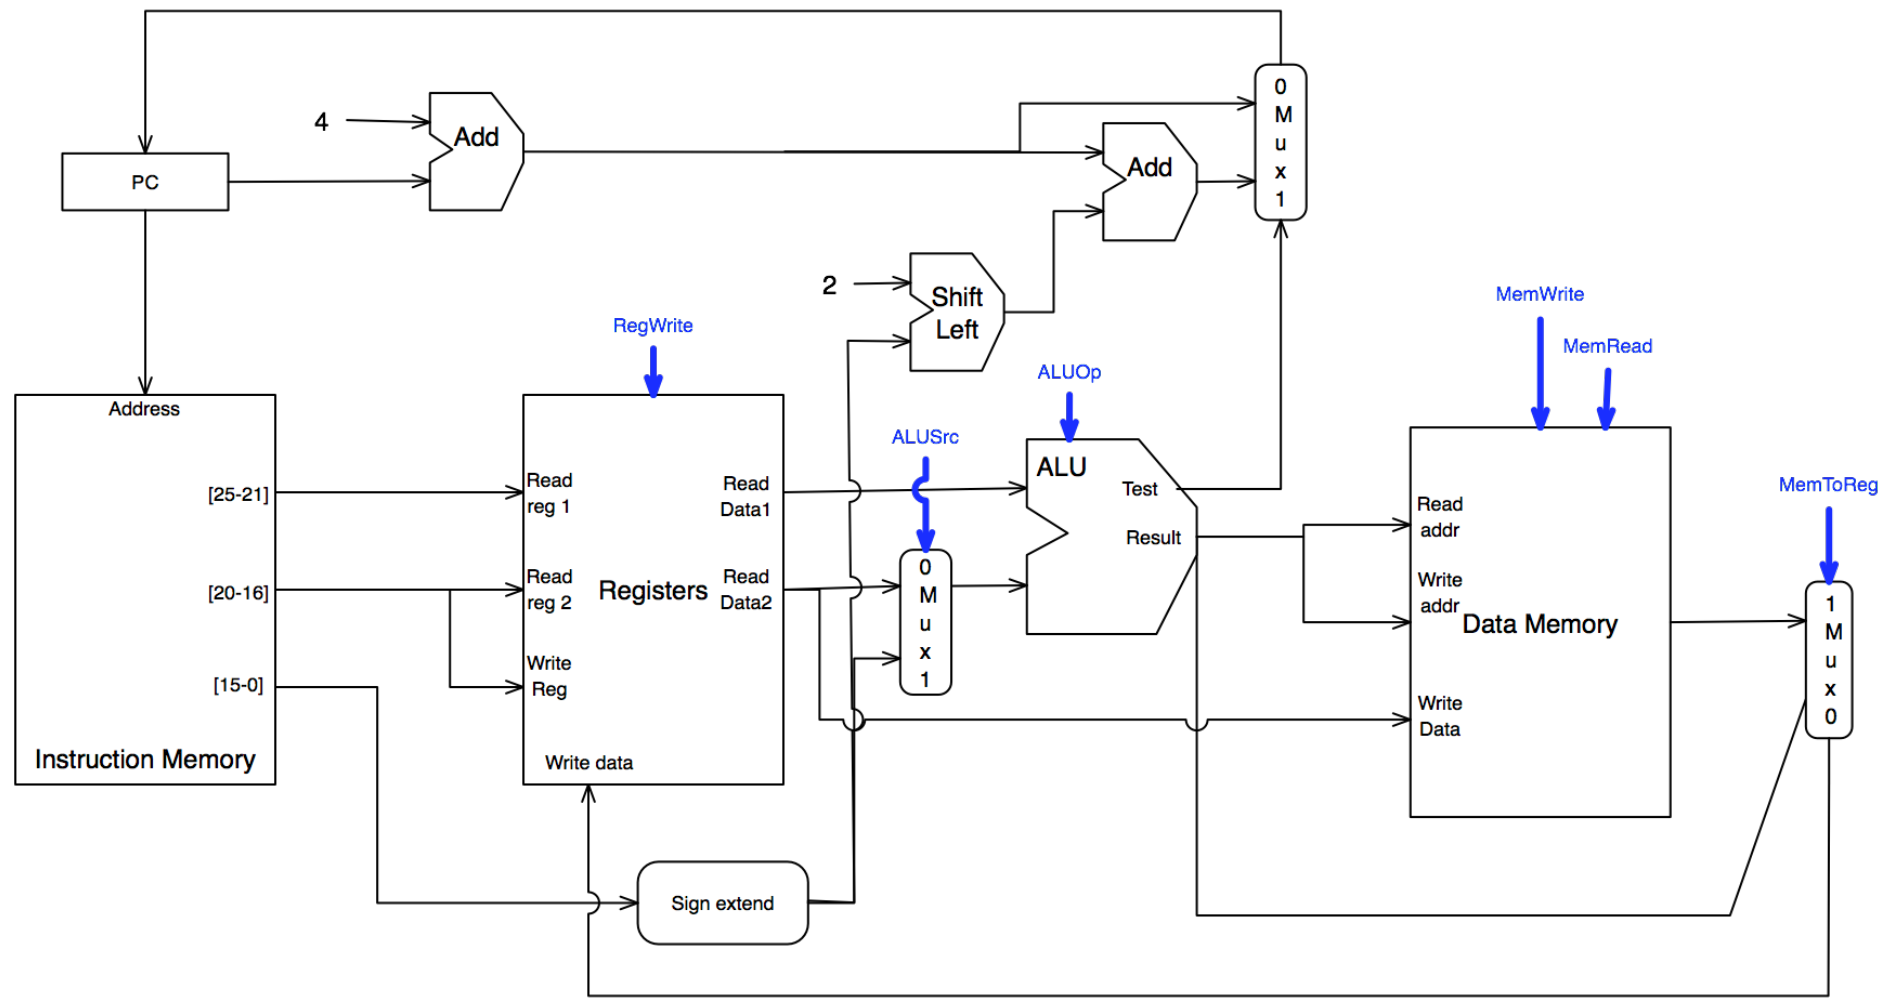 0
M
u
x
1
4
Add
Add
PC
2
Shift
Left
MemWrite
MemRead
RegWrite
ALUOp
ALUSrc
MemToReg
Address
[25-21]
[20-16]
[15-0]
Instruction Memory
Read
reg 1
Read
reg 2
Write
Reg
Write data
Registers
Read
Data1
Read
Data2
0
M
u
x
1
ALU
Test
Result
Read
addr
Write
addr
Data Memory
Write
Data
1
M
u
x
0
Sign extend